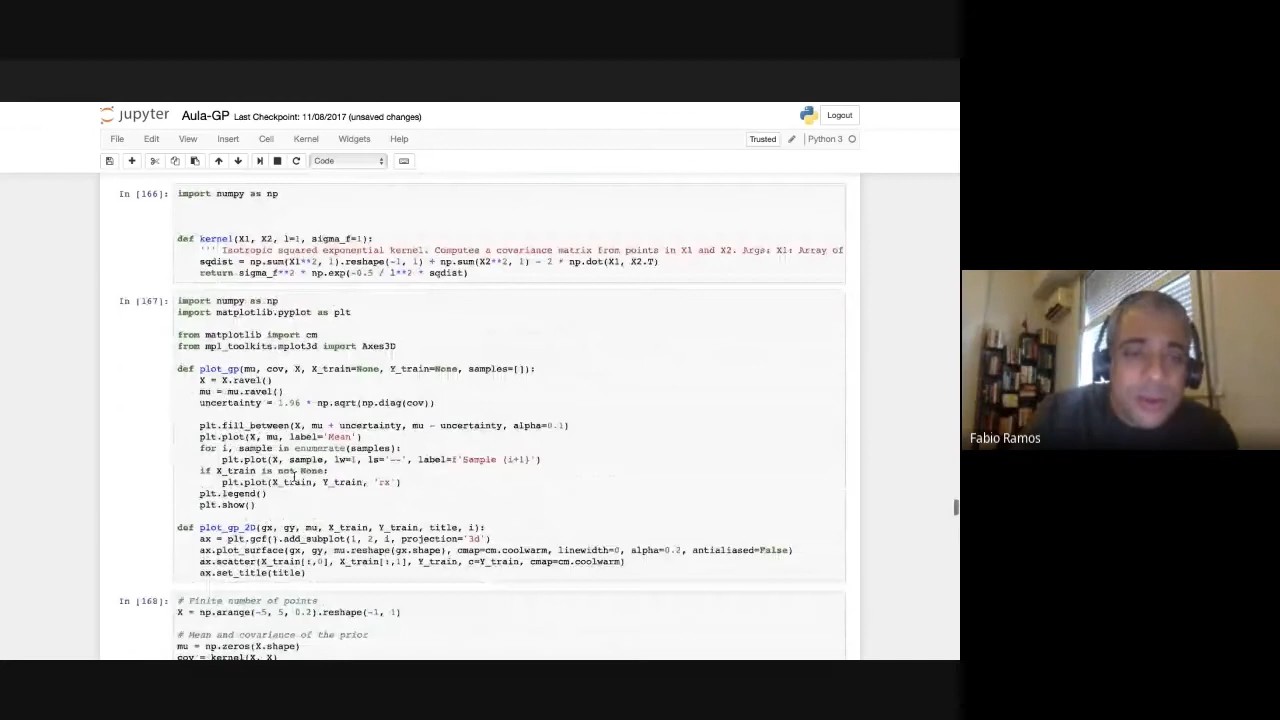 jupyter Aula-GP Last Checkpoint: 11/08/2017 (unsaved changes)
Logout
File Edit View Insert Cell Kernel Widgets Help
Trusted Python 3
Code
In [166]: import numpy as np
def kernel(X1, X2, l=1, sigma_f=1):
''' Isotropic squared exponential kernel. Computes a covariance matrix from points in X1 and X2. Args: X1: Array of
sqdist = np.sum(X1**2, 1).reshape(-1, 1) + np.sum(X2**2, 1) - 2 * np.dot(X1, X2.T)
return sigma_f**2 * np.exp(-0.5 / l**2 * sqdist)
In [167]: import numpy as np
import matplotlib.pyplot as plt
from matplotlib import cm
from mpl_toolkits.mplot3d import Axes3D
def plot_gp(mu, cov, X, X_train=None, Y_train=None, samples=[]):
X = X.ravel()
mu = mu.ravel()
uncertainty = 1.96 * np.sqrt(np.diag(cov))
plt.fill_between(X, mu + uncertainty, mu - uncertainty, alpha=0.1)
plt.plot(X, mu, label='Mean')
for i, sample in enumerate(samples):
plt.plot(X, sample, lw=1, ls='--', label=f'Sample {i+1}')
if X_train is not None:
plt.plot(X_train, Y_train, 'rx')
plt.legend()
plt.show()
def plot_gp_2D(gx, gy, mu, X_train, Y_train, title, i):
ax = plt.gcf().add_subplot(1, 2, i, projection='3d')
ax.plot_surface(gx, gy, mu.reshape(gx.shape), cmap=cm.coolwarm, linewidth=0, alpha=0.2, antialiased=False)
ax.scatter(X_train[:,0], X_train[:,1], Y_train, c=Y_train, cmap=cm.coolwarm)
ax.set_title(title)
In [168]: # Finite number of points
X = np.arange(-5, 5, 0.2).reshape(-1, 1)
# Mean and covariance of the prior
mu = np.zeros(X.shape)
cov = kernel(X, X)
Fabio Ramos